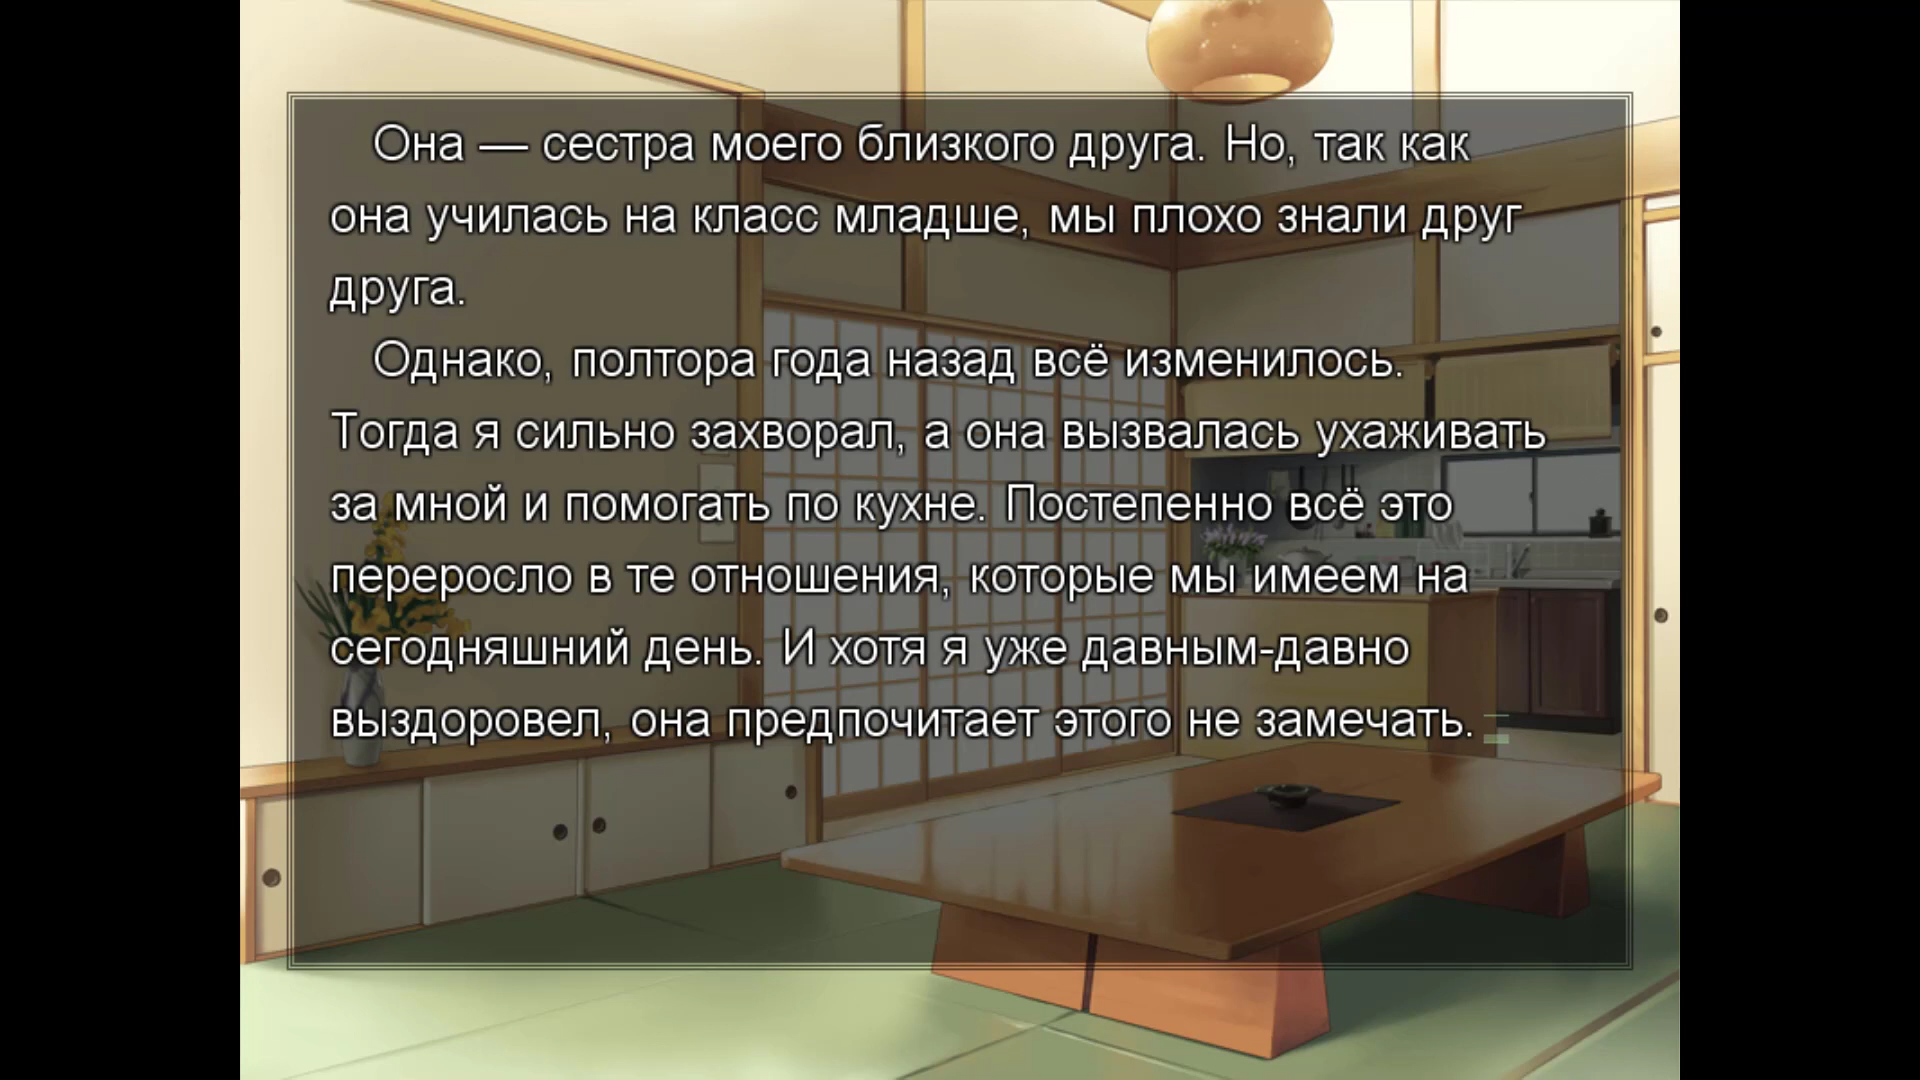 Она — сестра моего близкого друга. Но, так как
она училась на класс младше, мы плохо знали друг
друга.
Однако, полтора года назад всё изменилось.
Тогда я сильно захворал, а она вызвалась ухаживать
за мной и помогать по кухне. Постепенно всё это
переросло в те отношения, которые мы имеем на
сегодняшний день. И хотя я уже давным-давно
выздоровел, она предпочитает этого не замечать.